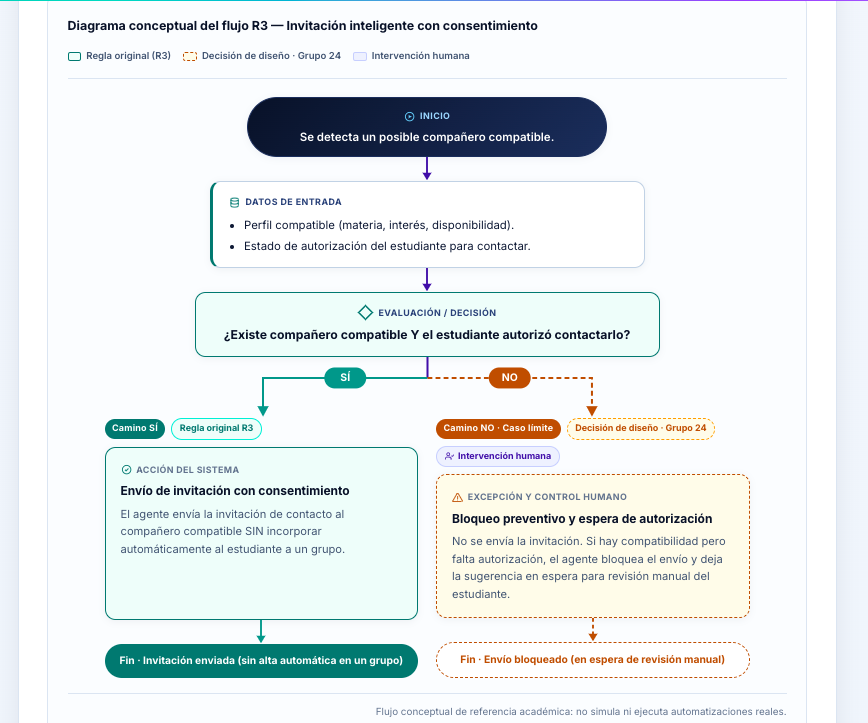 Diagrama conceptual del flujo R3 — Invitación inteligente con consentimiento
Regla original (R3) Decisión de diseño · Grupo 24 Intervención humana
INICIO
Se detecta un posible compañero compatible.
DATOS DE ENTRADA
• Perfil compatible (materia, interés, disponibilidad).
• Estado de autorización del estudiante para contactar.
EVALUACIÓN / DECISIÓN
¿Existe compañero compatible Y el estudiante autorizó contactarlo?
SÍ
NO
Camino SÍ Regla original R3
ACCIÓN DEL SISTEMA
Envío de invitación con consentimiento
El agente envía la invitación de contacto al
compañero compatible SIN incorporar
automáticamente al estudiante a un grupo.
Fin · Invitación enviada (sin alta automática en un grupo)
Camino NO · Caso límite Decisión de diseño · Grupo 24
Intervención humana
EXCEPCIÓN Y CONTROL HUMANO
Bloqueo preventivo y espera de autorización
No se envía la invitación. Si hay compatibilidad pero
falta autorización, el agente bloquea el envío y deja
la sugerencia en espera para revisión manual del
estudiante.
Fin · Envío bloqueado (en espera de revisión manual)
Flujo conceptual de referencia académica: no simula ni ejecuta automatizaciones reales.